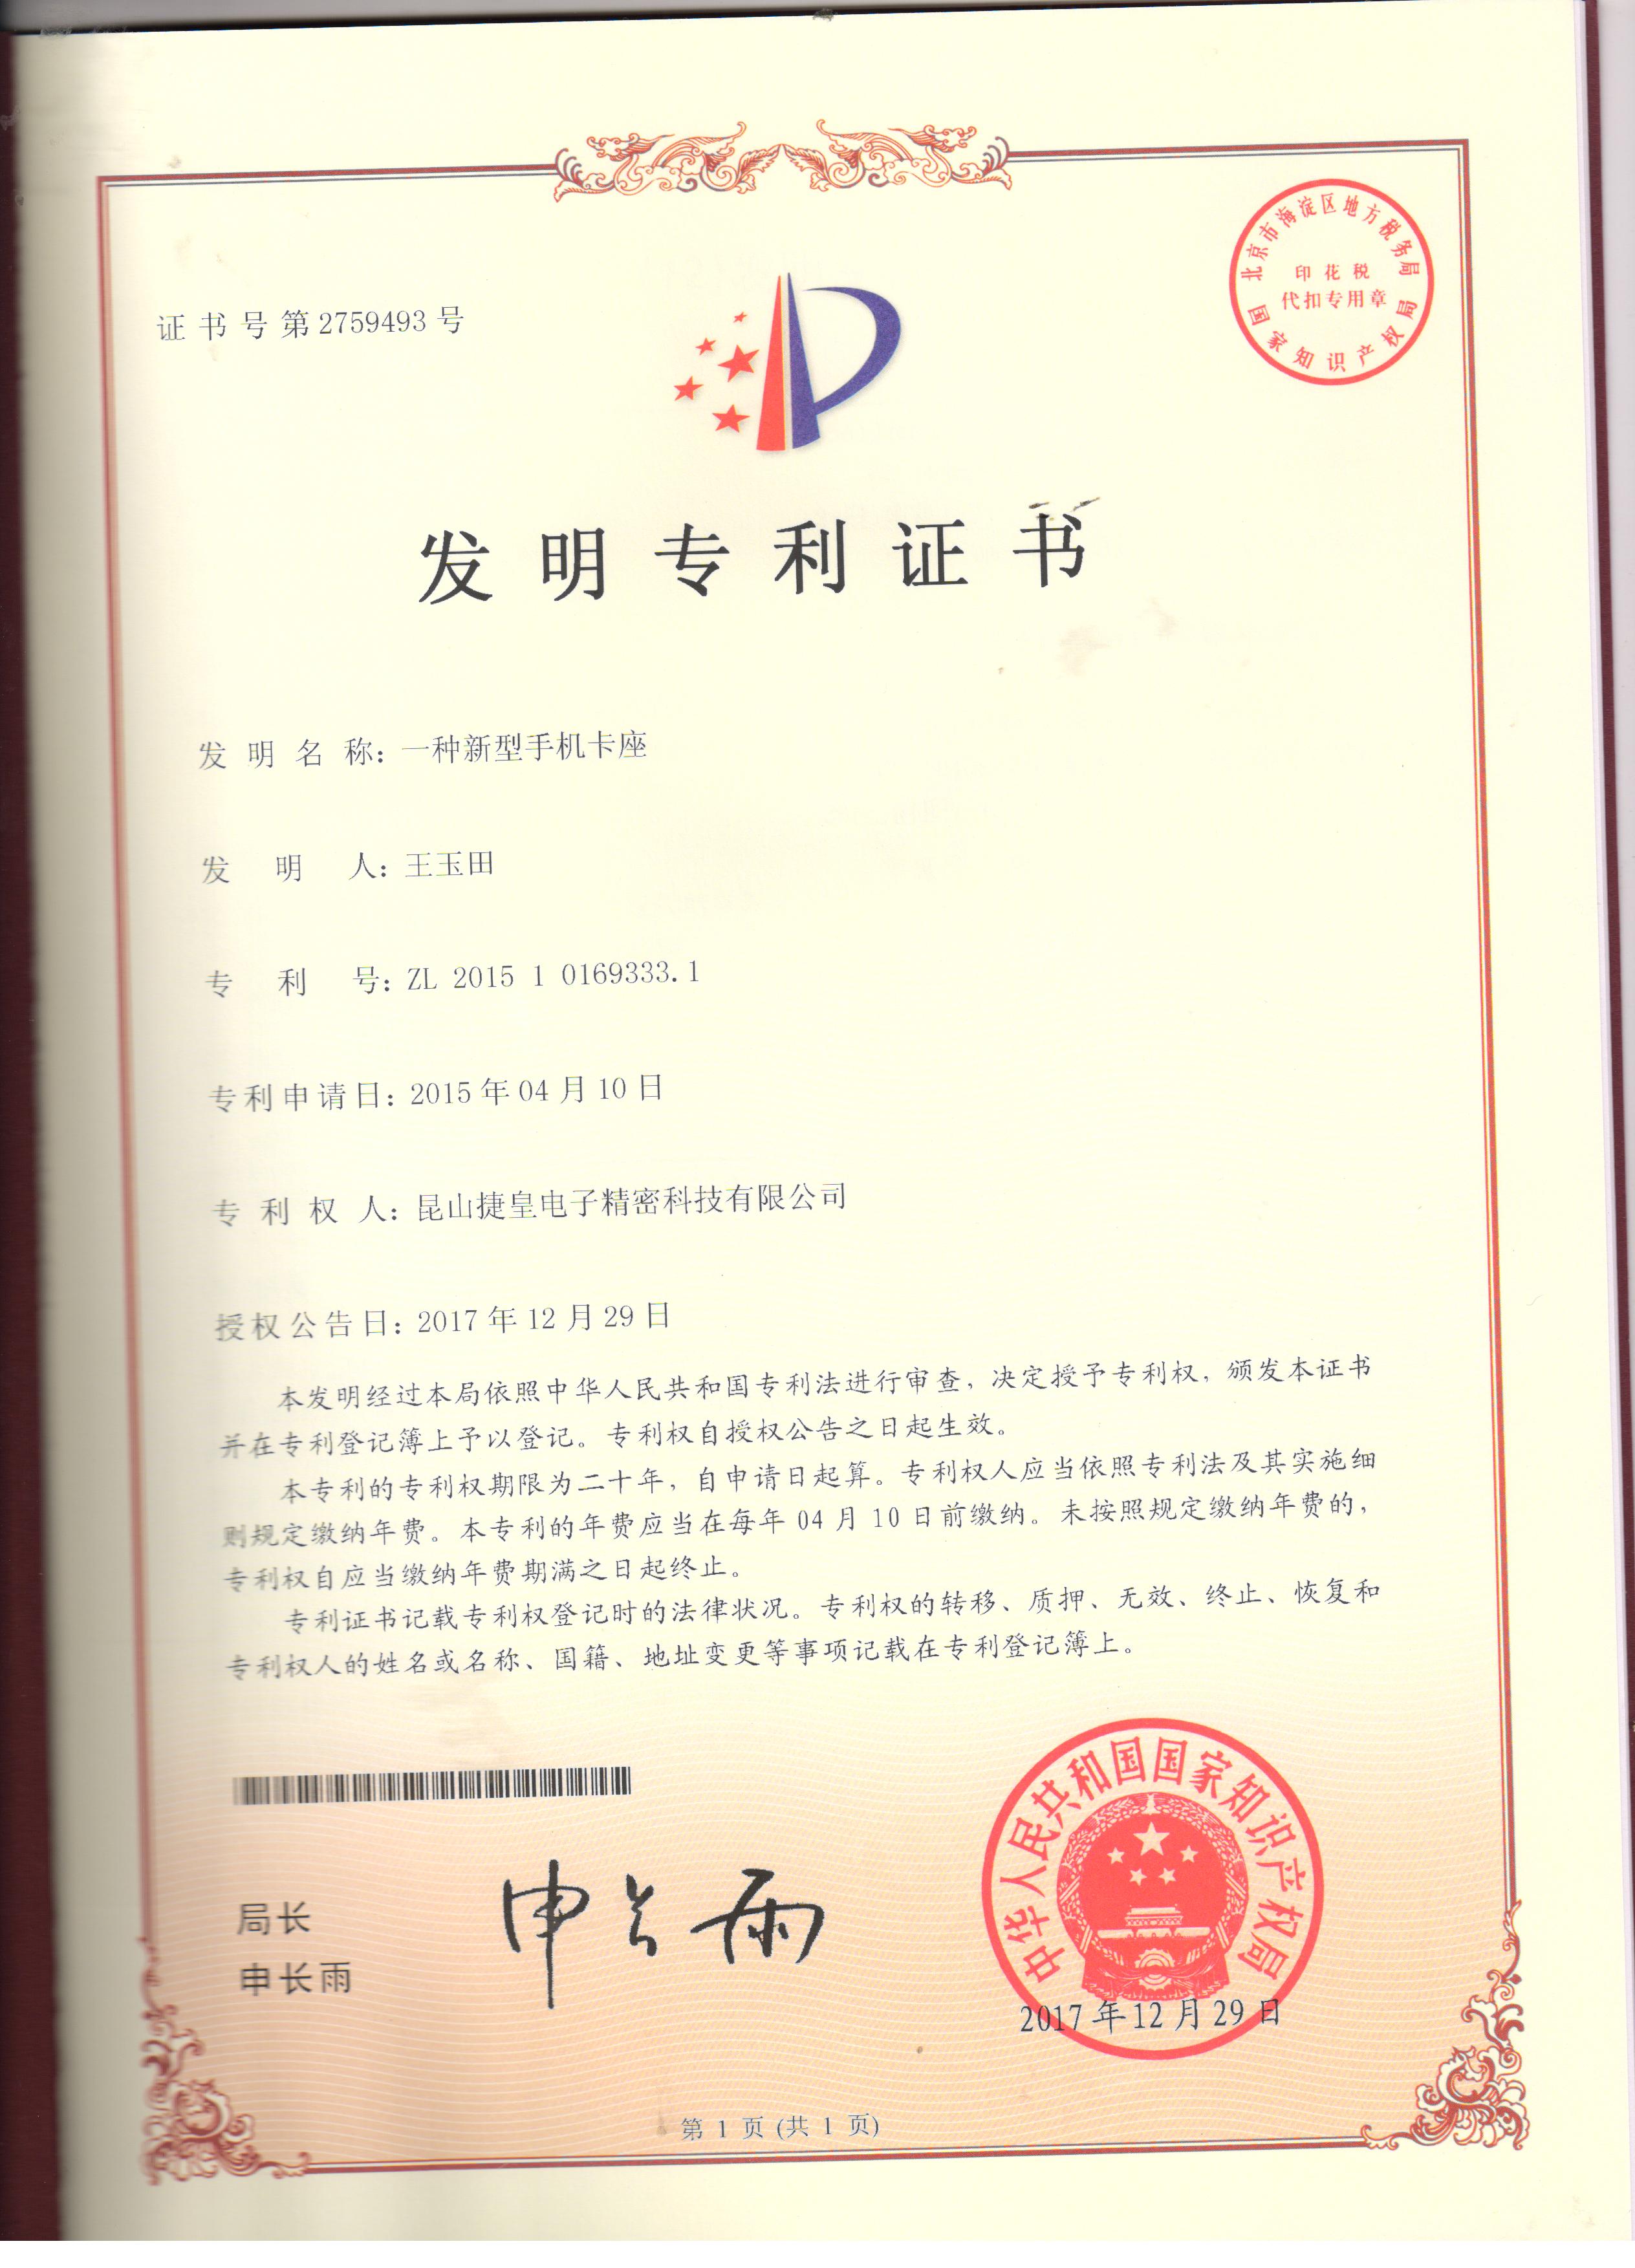 证书号第2759493号
北京市海淀区地方税务局
印花税
代扣专用章
国家知识产权局
发明专利证书
发明名称：一种新型手机卡座
发明人：王玉田
专利号：ZL 2015 1 0169333.1
专利申请日：2015年04月10日
专利权人：昆山捷皇电子精密科技有限公司
授权公告日：2017年12月29日
本发明经过本局依照中华人民共和国专利法进行审查，决定授予专利权，颁发本证书
并在专利登记簿上予以登记。专利权自授权公告之日起生效。
本专利的专利权期限为二十年，自申请日起算。专利权人应当依照专利法及其实施细
则规定缴纳年费。本专利的年费应当在每年04月10日前缴纳。未按照规定缴纳年费的，
专利权自应当缴纳年费期满之日起终止。
专利证书记载专利权登记时的法律状况。专利权的转移、质押、无效、终止、恢复和
专利权人的姓名或名称、国籍、地址变更等事项记载在专利登记簿上。
局长
申长雨
申长雨
中华人民共和国国家知识产权局
2017年12月29日
第 1 页 (共 1 页)